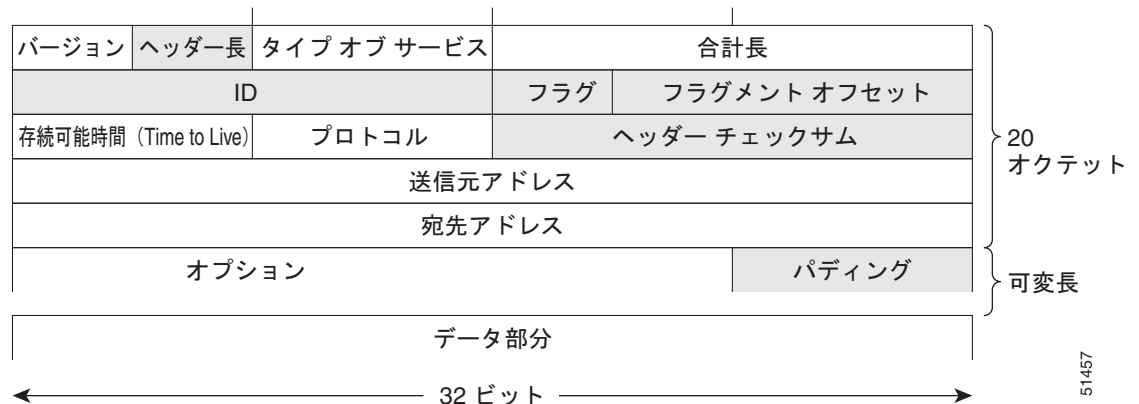 バージョン ヘッダー長 タイプ オブ サービス 合計長
ID フラグ フラグメント オフセット
存続可能時間（Time to Live） プロトコル ヘッダー チェックサム
送信元アドレス
宛先アドレス
20
オクテット
オプション パディング
可変長
データ部分
32 ビット
51457